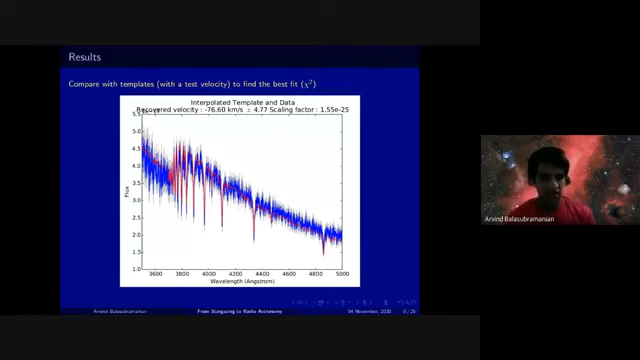 Results
Compare with templates (with a test velocity) to find the best fit (χ²)
Interpolated Template and Data
Recovered velocity : -76.60 km/s ± 4.77 Scaling factor : 1.55e-25
5.5
5.0
4.5
4.0
3.5
3.0
2.5
2.0
1.5
1.0
Flux
3600 3800 4000 4200 4400 4600 4800 5000
Wavelength (Angstrom)
Arvind Balasubramanian
Arvind Balasubramanian From Stargazing to Radio Astronomy 04 November, 2020 / 25